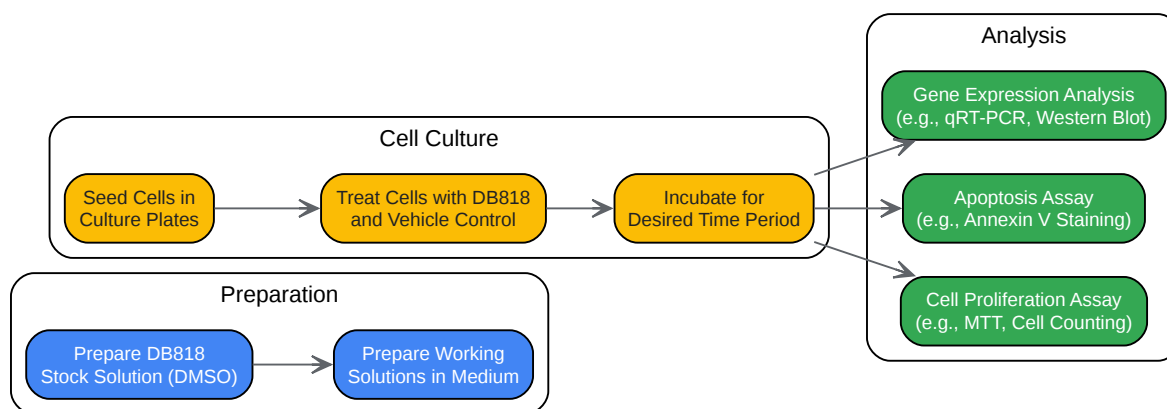 Analysis
Gene Expression Analysis
(e.g., qRT-PCR, Western Blot)
Cell Culture
Seed Cells in
Culture Plates
Treat Cells with DB818
and Vehicle Control
Incubate for
Desired Time Period
Apoptosis Assay
(e.g., Annexin V Staining)
Cell Proliferation Assay
(e.g., MTT, Cell Counting)
Preparation
Prepare DB818
Stock Solution (DMSO)
Prepare Working
Solutions in Medium